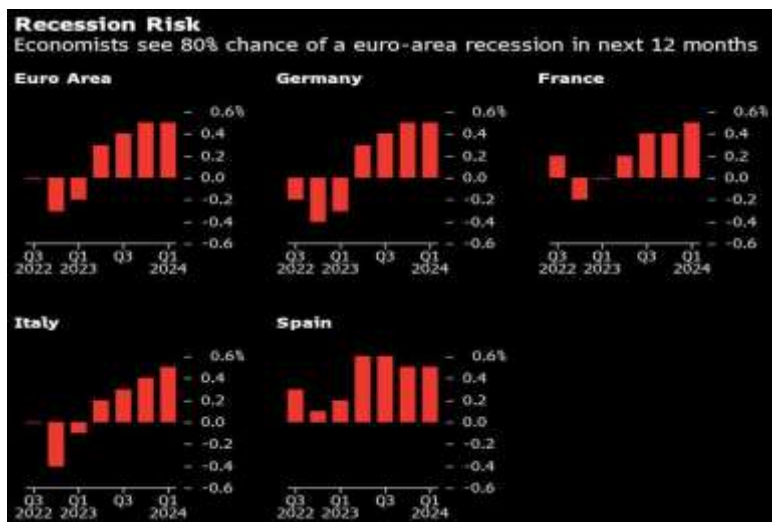 Recession Risk
Economists see 80% chance of a euro-area recession in next 12 months
Euro Area
0.6%
0.4
0.2
0.0
-0.2
-0.4
-0.6
Q3 Q1 Q3 Q1
2022 2023 2024
Germany
0.6%
0.4
0.2
0.0
-0.2
-0.4
-0.6
Q3 Q1 Q3 Q1
2022 2023 2024
France
0.6%
0.4
0.2
0.0
-0.2
-0.4
-0.6
Q3 Q1 Q3 Q1
2022 2023 2024
Italy
0.6%
0.4
0.2
0.0
-0.2
-0.4
-0.6
Q3 Q1 Q3 Q1
2022 2023 2024
Spain
0.6%
0.4
0.2
0.0
-0.2
-0.4
-0.6
Q3 Q1 Q3 Q1
2022 2023 2024